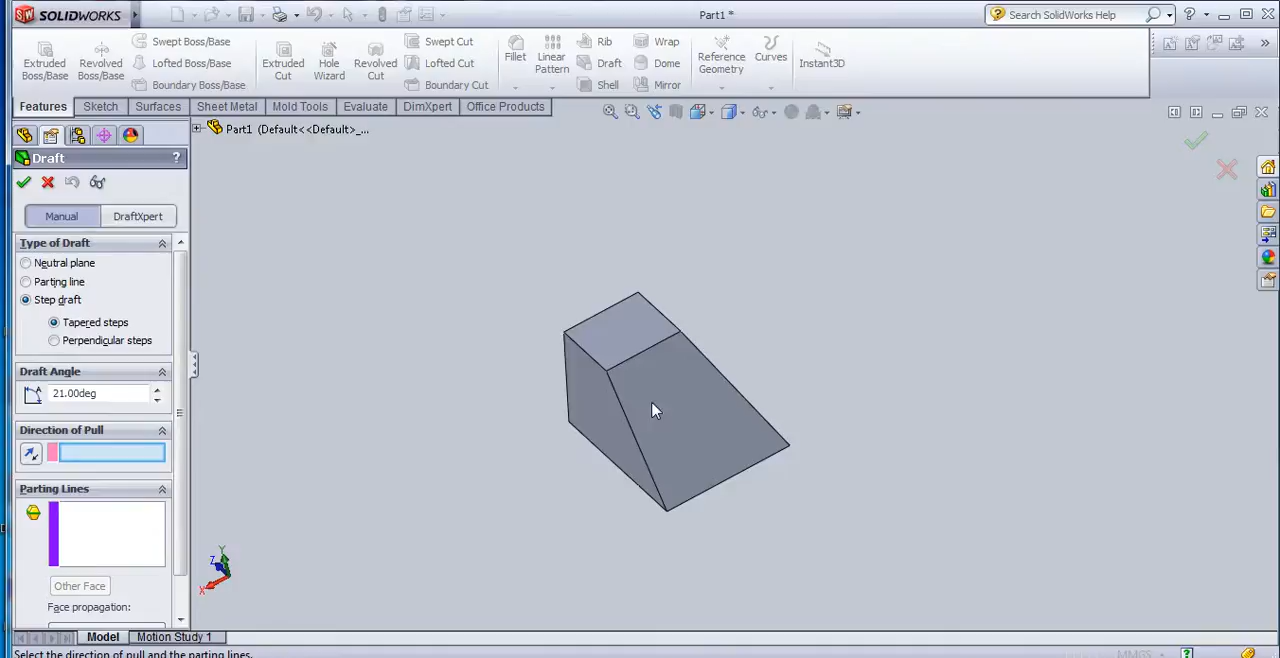 SOLIDWORKS
Part1 *
Search SolidWorks Help
Extruded Boss/Base
Revolved Boss/Base
Swept Boss/Base
Lofted Boss/Base
Boundary Boss/Base
Extruded Cut
Hole Wizard
Revolved Cut
Swept Cut
Lofted Cut
Boundary Cut
Fillet
Linear Pattern
Rib
Draft
Shell
Wrap
Dome
Mirror
Reference Geometry
Curves
Instant3D
Features
Sketch
Surfaces
Sheet Metal
Mold Tools
Evaluate
DimXpert
Office Products
Part1 (Default<<Default>_...
Draft
?
Manual
DraftXpert
Type of Draft
Neutral plane
Parting line
Step draft
Tapered steps
Perpendicular steps
Draft Angle
21.00deg
Direction of Pull
Parting Lines
Other Face
Face propagation:
Y
Z
X
Model
Motion Study 1
Select the direction of pull and the parting lines.
MMGS